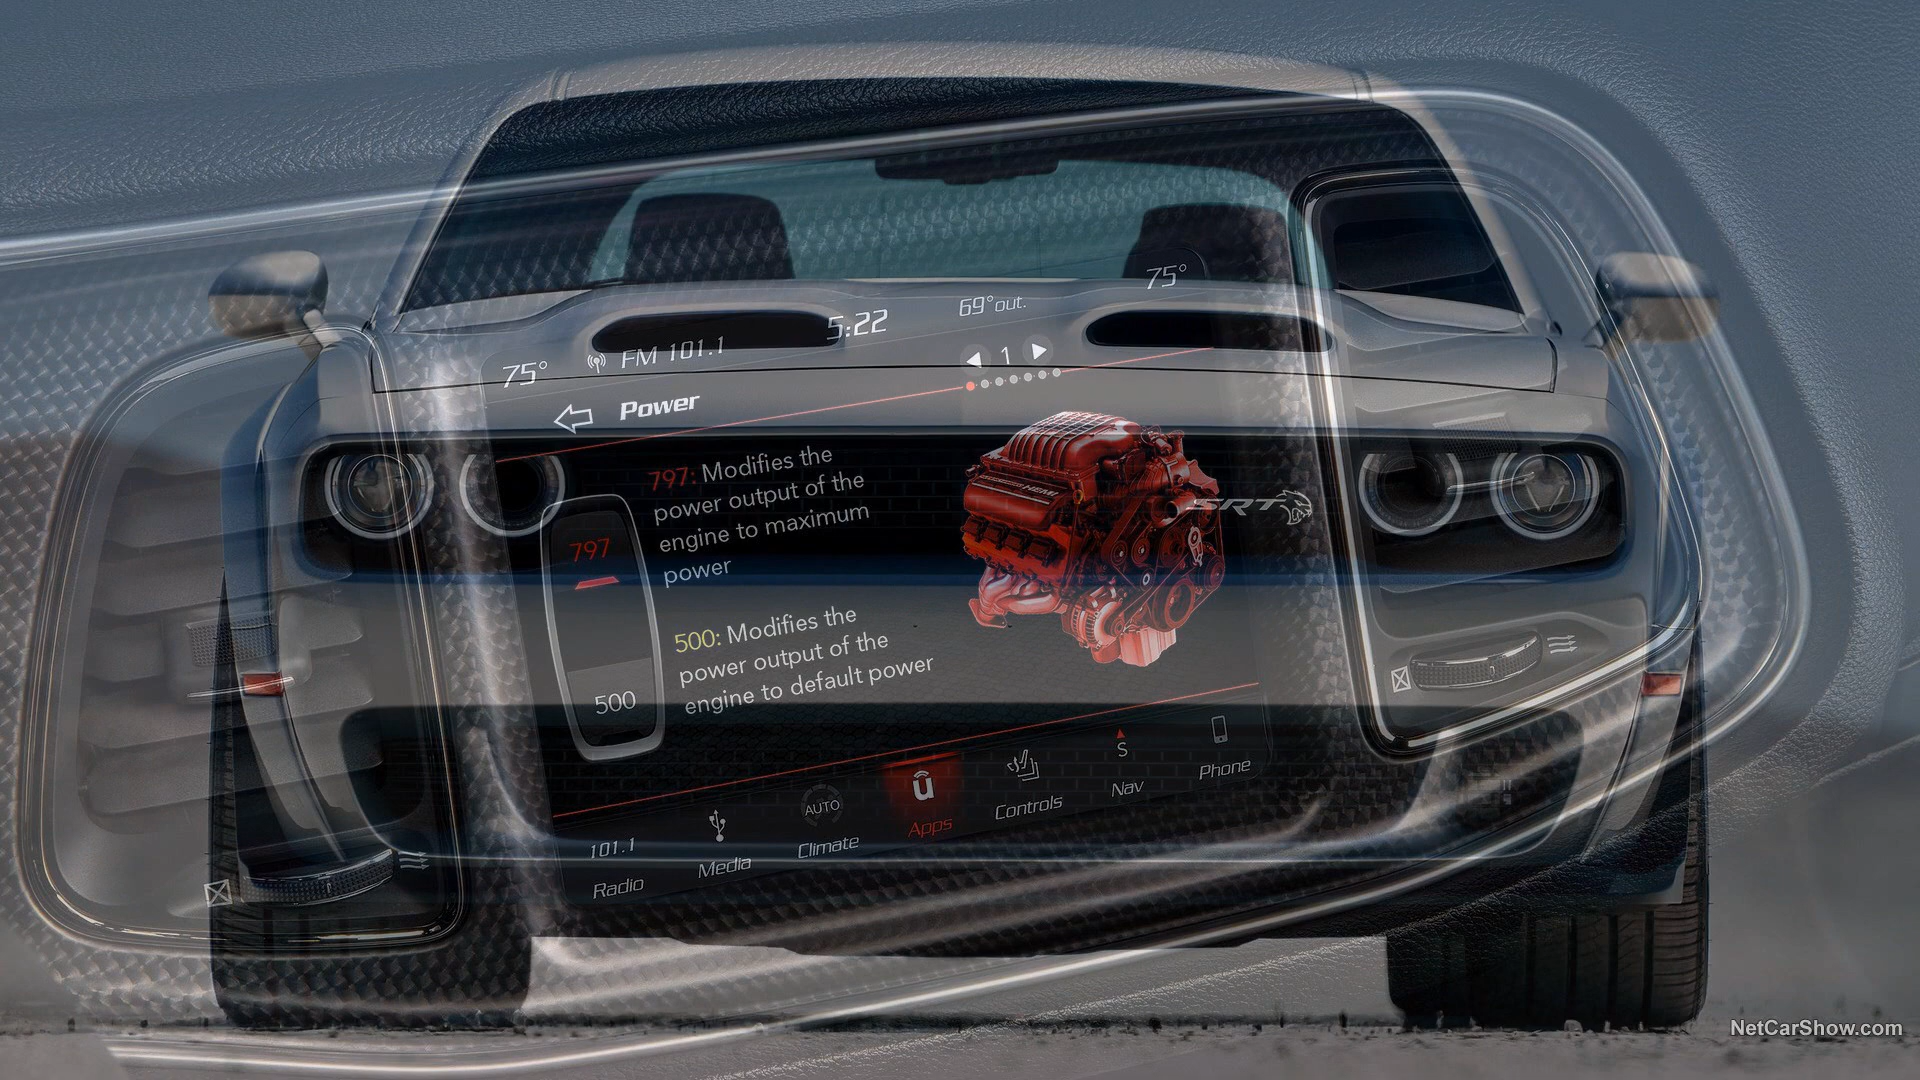 75°
FM 101.1
5:22
69°out.
75°
Power
1
797: Modifies the
power output of the
engine to maximum
power
797
500: Modifies the
power output of the
engine to default power
500
HEMI
SRT
101.1
Radio
Media
AUTO
Climate
û
Apps
Controls
S
Nav
Phone
NetCarShow.com